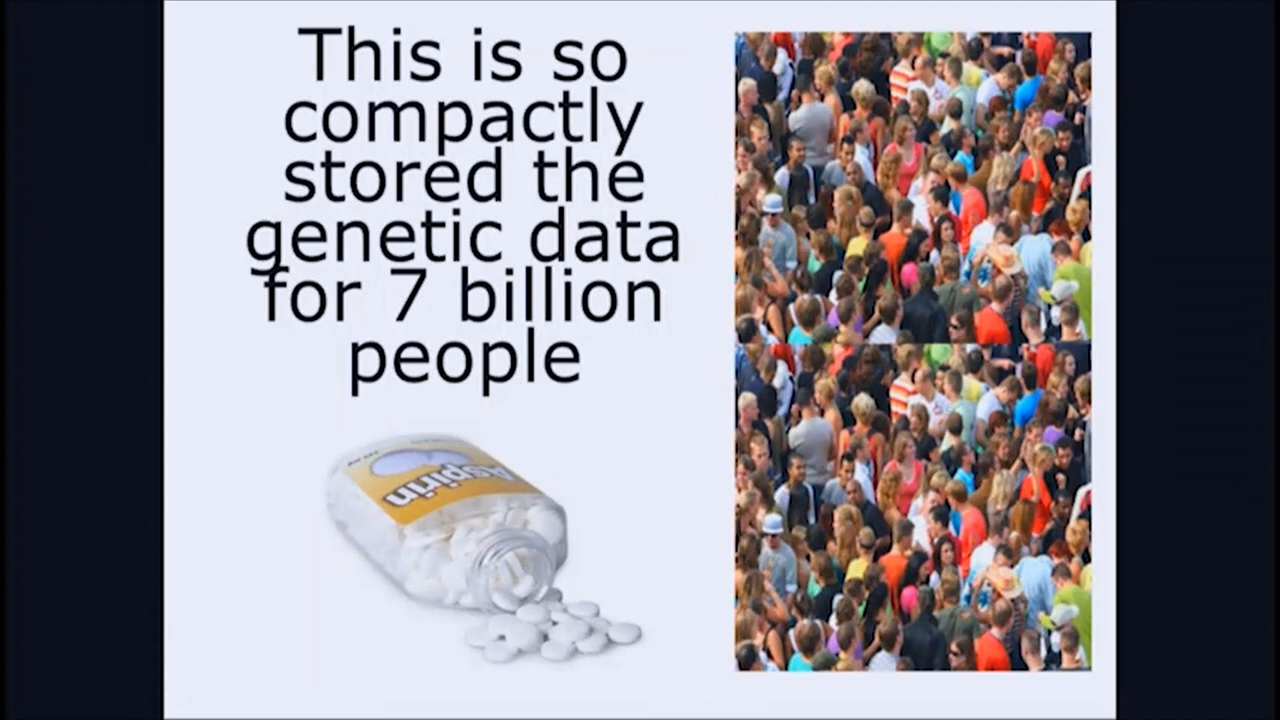 This is so
compactly
stored the
genetic data
for 7 billion
people
Aspirin